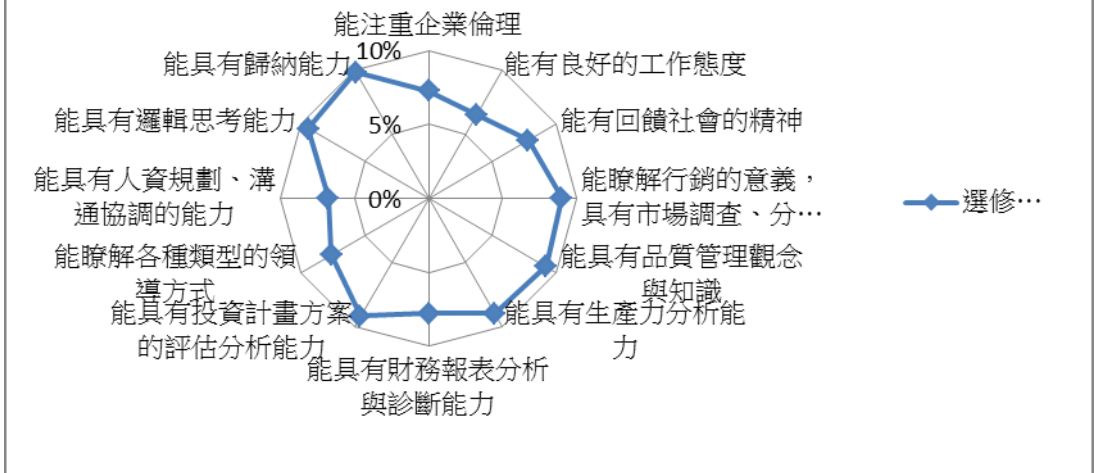 能注重企業倫理
10%
能具有歸納能力
能有良好的工作態度
能具有邏輯思考能力
5%
能有回饋社會的精神
能具有人資規劃、溝
通協調的能力
0%
能瞭解行銷的意義，
具有市場調查、分…
選修…
能瞭解各種類型的領
導方式
能具有品質管理觀念
與知識
能具有投資計畫方案
的評估分析能力
能具有生產力分析能
力
能具有財務報表分析
與診斷能力